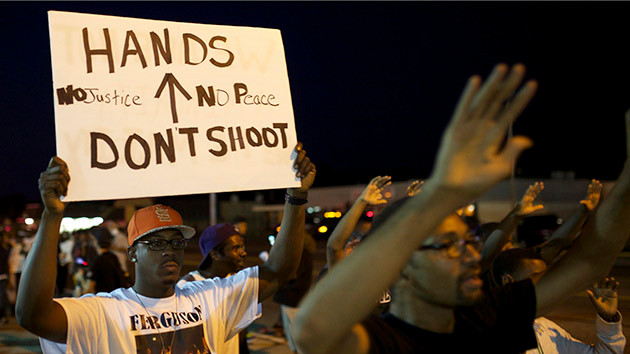 HANDS
No Justice ↑ No Peace
DON'T SHOOT
FERGUSON